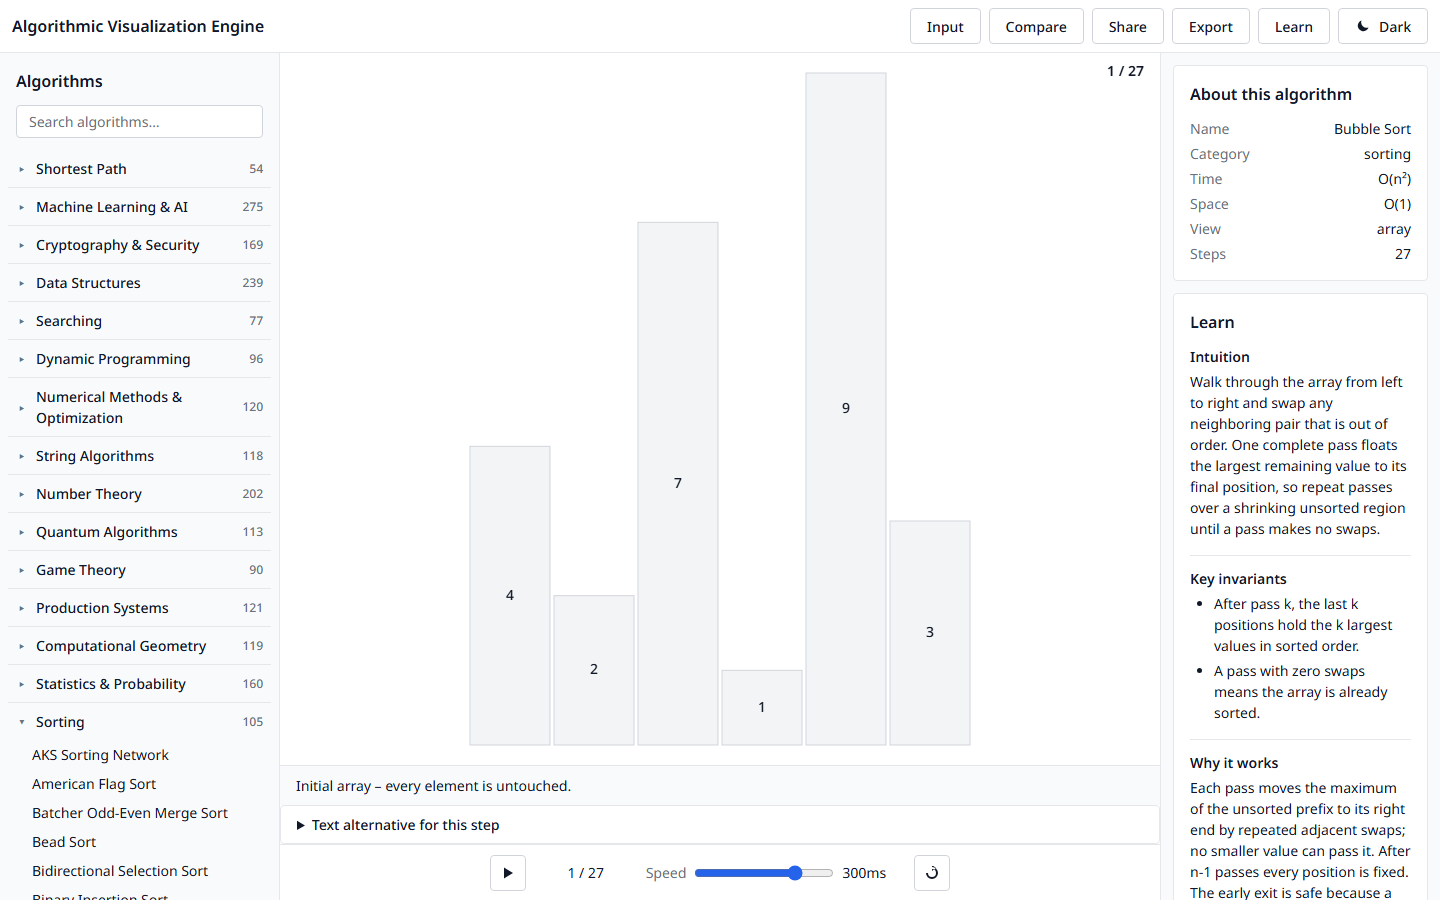 Algorithmic Visualization Engine
Input
Compare
Share
Export
Learn
Dark
Algorithms
Search algorithms...
Shortest Path 54
Machine Learning & AI 275
Cryptography & Security 169
Data Structures 239
Searching 77
Dynamic Programming 96
Numerical Methods &
Optimization 120
String Algorithms 118
Number Theory 202
Quantum Algorithms 113
Game Theory 90
Production Systems 121
Computational Geometry 119
Statistics & Probability 160
Sorting 105
AKS Sorting Network
American Flag Sort
Batcher Odd-Even Merge Sort
Bead Sort
Bidirectional Selection Sort
Binary Insertion Sort
1 / 27
4
2
7
1
9
3
Initial array – every element is untouched.
Text alternative for this step
1 / 27
Speed
300ms
About this algorithm
Name Bubble Sort
Category sorting
Time O(n²)
Space O(1)
View array
Steps 27
Learn
Intuition
Walk through the array from left
to right and swap any
neighboring pair that is out of
order. One complete pass floats
the largest remaining value to its
final position, so repeat passes
over a shrinking unsorted region
until a pass makes no swaps.
Key invariants
After pass k, the last k
positions hold the k largest
values in sorted order.
A pass with zero swaps
means the array is already
sorted.
Why it works
Each pass moves the maximum
of the unsorted prefix to its right
end by repeated adjacent swaps;
no smaller value can pass it. After
n-1 passes every position is fixed.
The early exit is safe because a